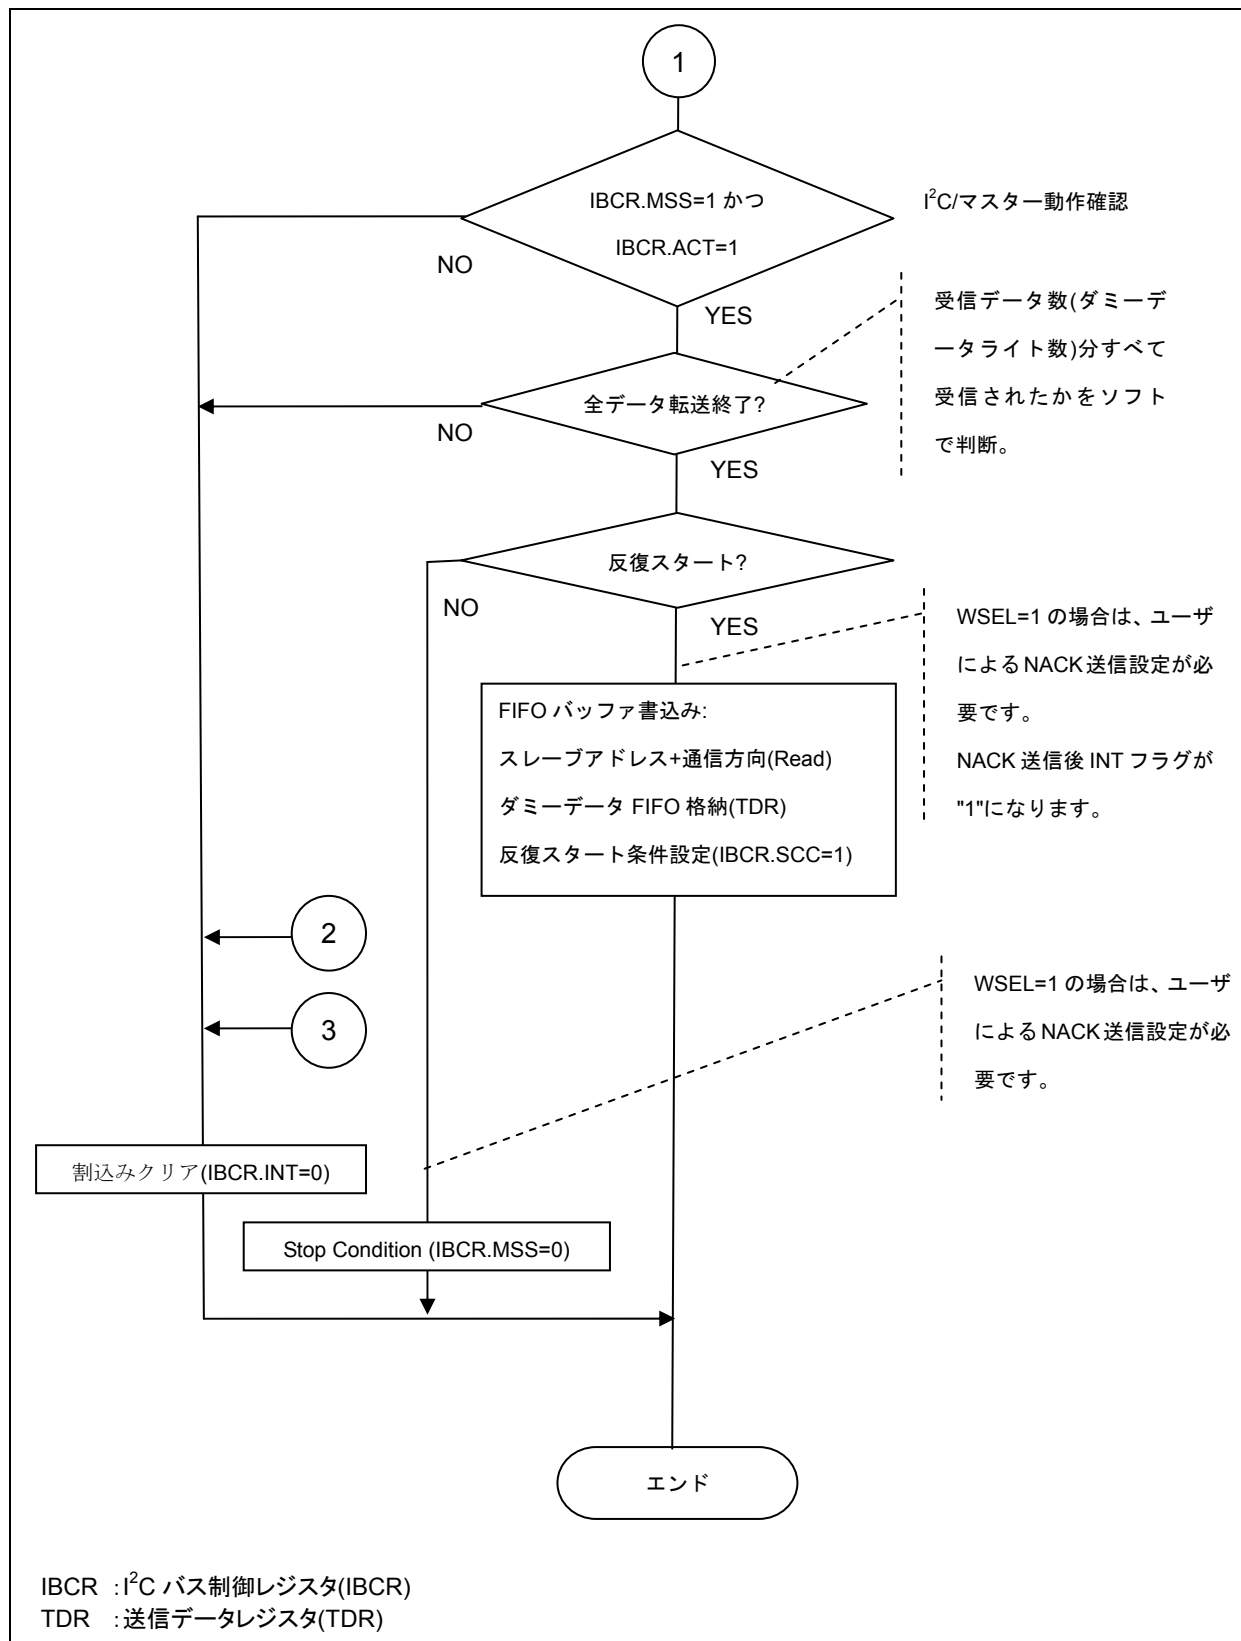 1
IBCR.MSS=1 かつ
IBCR.ACT=1
I²C/マスター動作確認
NO
YES
受信データ数(ダミーデ
ータライト数)分すべて
受信されたかをソフト
で判断。
全データ転送終了?
NO
YES
反復スタート?
NO
YES
WSEL=1 の場合は、ユーザ
によるNACK送信設定が必
要です。
NACK 送信後 INT フラグが
"1"になります。
FIFO バッファ書込み:
スレーブアドレス+通信方向(Read)
ダミーデータ FIFO 格納(TDR)
反復スタート条件設定(IBCR.SCC=1)
2
3
WSEL=1 の場合は、ユーザ
によるNACK送信設定が必
要です。
割込みクリア(IBCR.INT=0)
Stop Condition (IBCR.MSS=0)
エンド
IBCR :I²C バス制御レジスタ(IBCR)
TDR :送信データレジスタ(TDR)